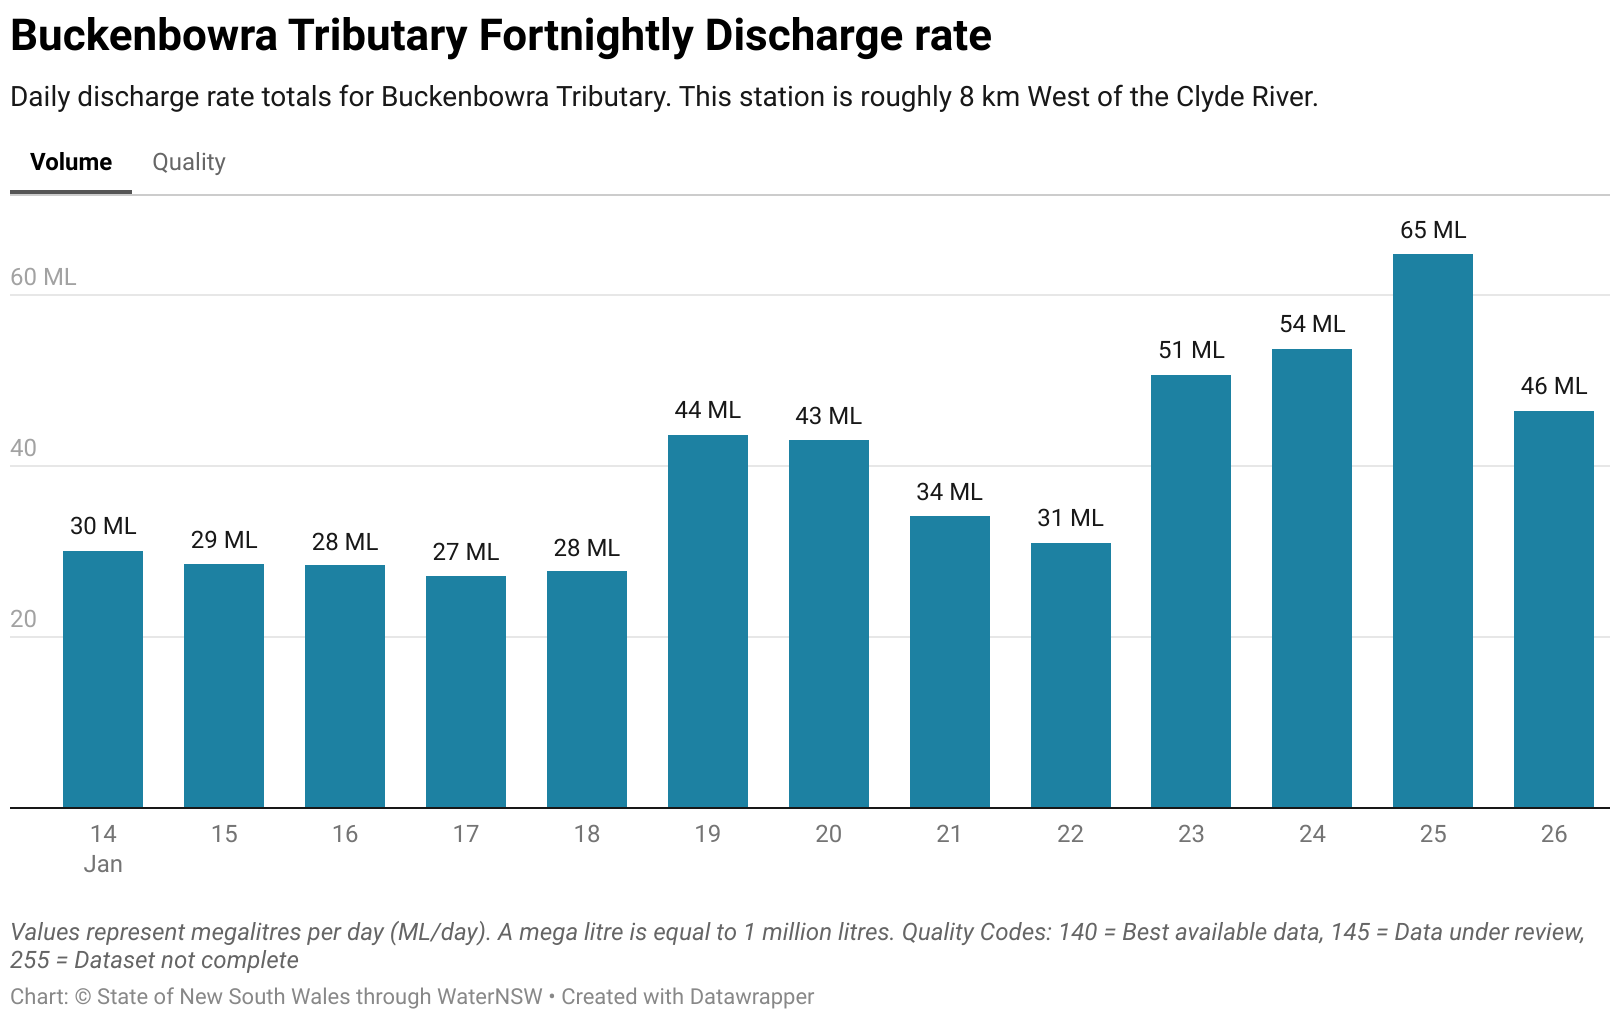 Buckenbowra Tributary Fortnightly Discharge rate
Daily discharge rate totals for Buckenbowra Tributary. This station is roughly 8 km West of the Clyde River.
Volume Quality
65 ML
60 ML
54 ML
51 ML
46 ML
44 ML
43 ML
40
34 ML
31 ML
30 ML
29 ML
28 ML
27 ML
28 ML
20
14 15 16 17 18 19 20 21 22 23 24 25 26
Jan
Values represent megalitres per day (ML/day). A mega litre is equal to 1 million litres. Quality Codes: 140 = Best available data, 145 = Data under review,
255 = Dataset not complete
Chart: © State of New South Wales through WaterNSW • Created with Datawrapper